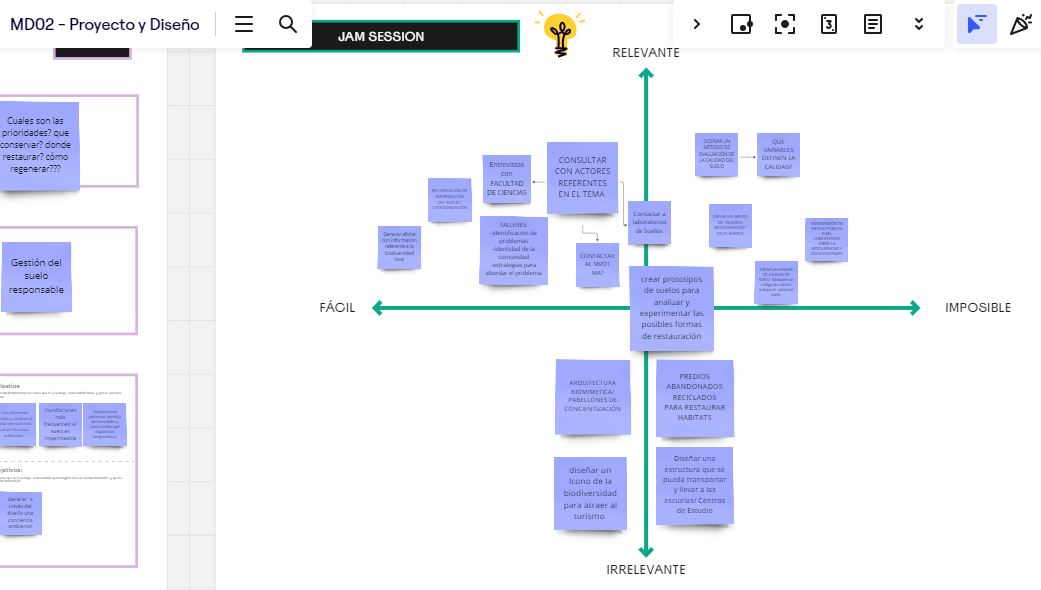 MD02 - Proyecto y Diseño
JAM SESSION
RELEVANTE
Cuales son las
prioridades? que
conservar? donde
restaurar? cómo
regenerar???
Gestión del
suelo
responsable
inundaciones
más
frecuentes/ el
suelo es
impermeable
Generar a
través del
diseño una
conciencia
ambiental
RECOPILACIÓN DE
INFORMACIÓN
DEL SUELO /
CATEGORIZACIÓN
Generar afiche
con información
referente a la
biodiversidad
local
Entrevistas
con
FACULTAD
DE CIENCIAS
CONSULTAR
CON ACTORES
REFERENTES
EN EL TEMA
TALLERES:
-Identificación de
problemas
-Identidad de la
comunidad
-estrategias para
abordar el problema
CONTACTAR
AL MVOT
MA?
Contactar a
laboratorios
de Suelos
DISEÑAR UN
MÉTODO DE
EVALUACIÓN DE
LA CALIDAD DEL
SUELO
QUE
VARIABLES
DEFINEN LA
CALIDAD?
FÁCIL
IMPOSIBLE
crear prototipos
de suelos para
analizar y
experimentar las
posibles formas
de restauración
ARQUITECTURA
BIOMIMETICA/
PABELLONES DE
CONCIENTIZACIÓN
PREDIOS
ABANDONADOS
RECICLADOS
PARA RESTAURAR
HABITATS
diseñar un
Icono de la
biodiversidad
para atraer al
turismo
Diseñar una
estructura que se
pueda transportar
y llevar a las
escuelas/ Centros
de Estudio
IRRELEVANTE